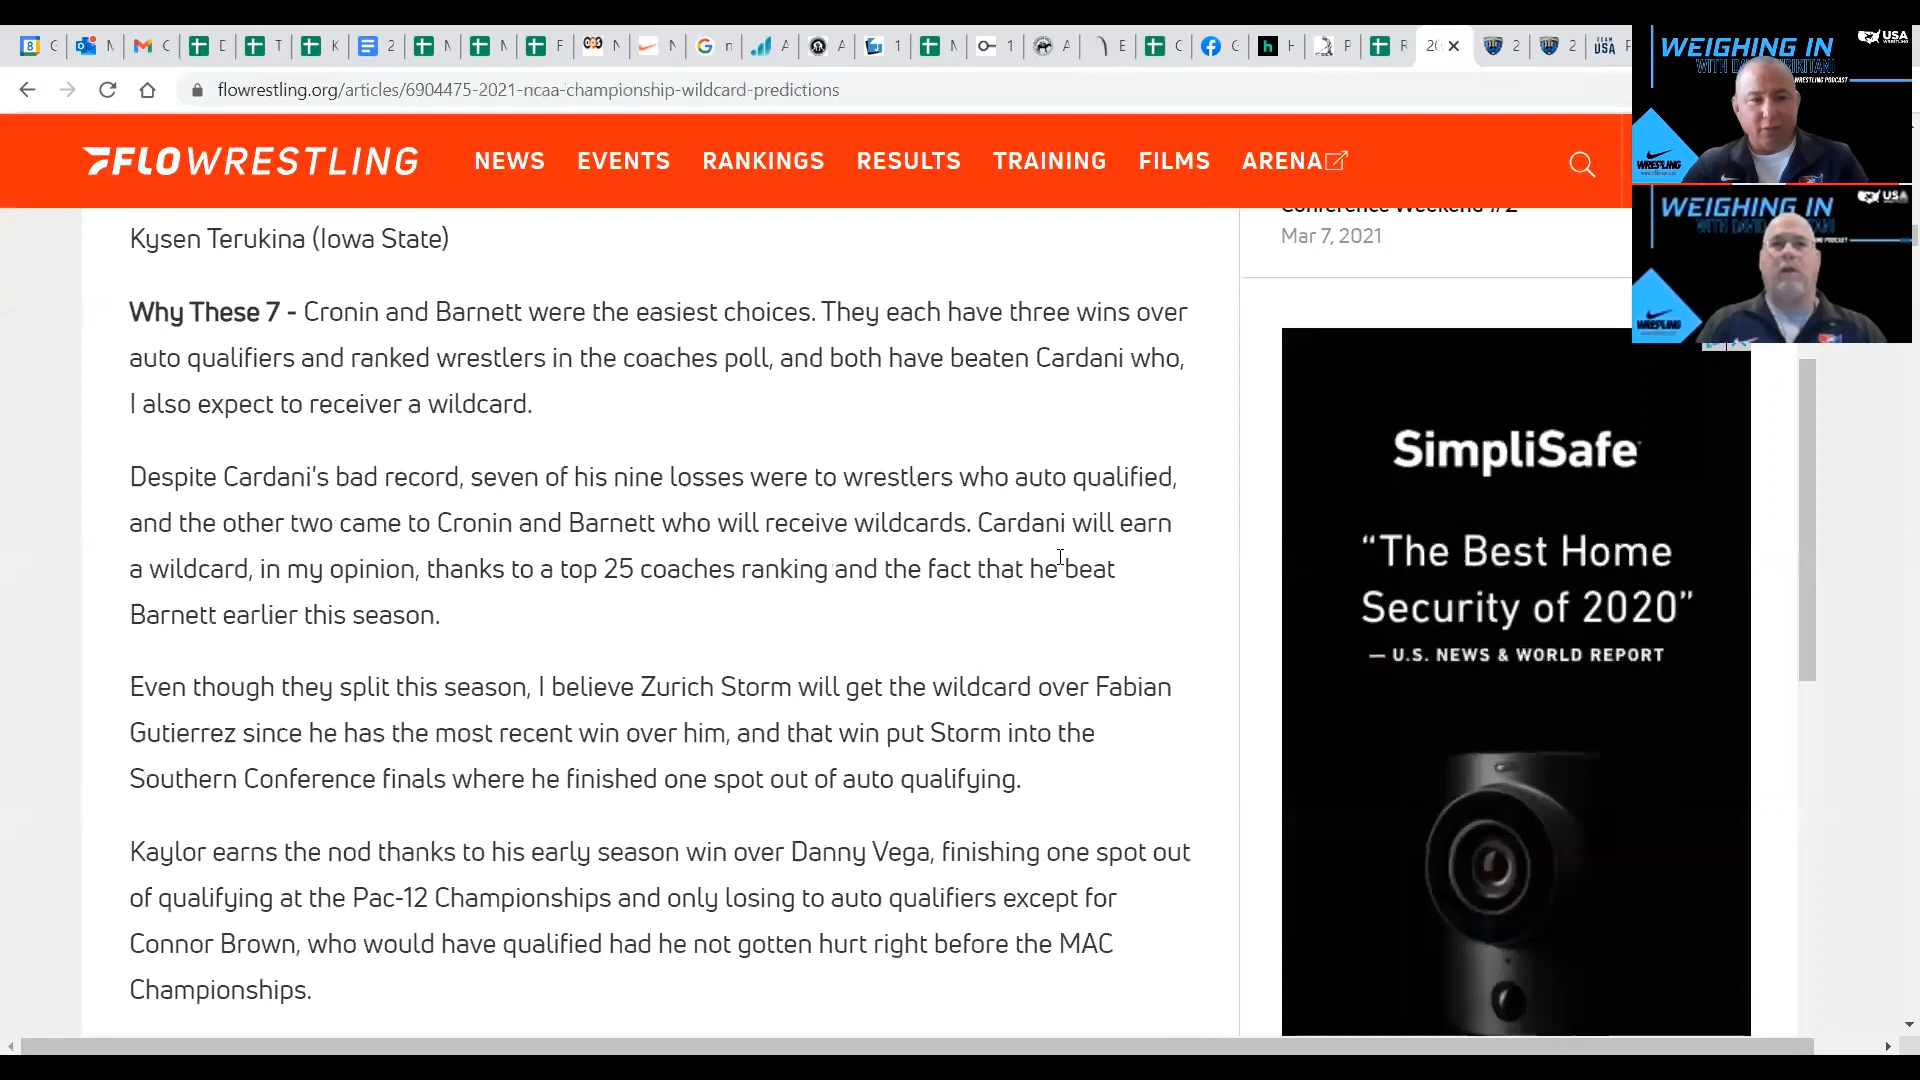 flowrestling.org/articles/6904475-2021-ncaa-championship-wildcard-predictions
FLOWRESTLING
NEWS EVENTS RANKINGS RESULTS TRAINING FILMS ARENA
Kysen Terukina (Iowa State)
Why These 7 - Cronin and Barnett were the easiest choices. They each have three wins over
auto qualifiers and ranked wrestlers in the coaches poll, and both have beaten Cardani who,
I also expect to receiver a wildcard.
Despite Cardani's bad record, seven of his nine losses were to wrestlers who auto qualified,
and the other two came to Cronin and Barnett who will receive wildcards. Cardani will earn
a wildcard, in my opinion, thanks to a top 25 coaches ranking and the fact that he beat
Barnett earlier this season.
Even though they split this season, I believe Zurich Storm will get the wildcard over Fabian
Gutierrez since he has the most recent win over him, and that win put Storm into the
Southern Conference finals where he finished one spot out of auto qualifying.
Kaylor earns the nod thanks to his early season win over Danny Vega, finishing one spot out
of qualifying at the Pac-12 Championships and only losing to auto qualifiers except for
Connor Brown, who would have qualified had he not gotten hurt right before the MAC
Championships.
Conference Weekend #2
Mar 7, 2021
SimpliSafe
“The Best Home
Security of 2020”
— U.S. NEWS & WORLD REPORT
WEIGHING IN
USA
WRESTLING PODCAST
WRESTLING
WEIGHING IN
USA
WITH DAVID
WRESTLING